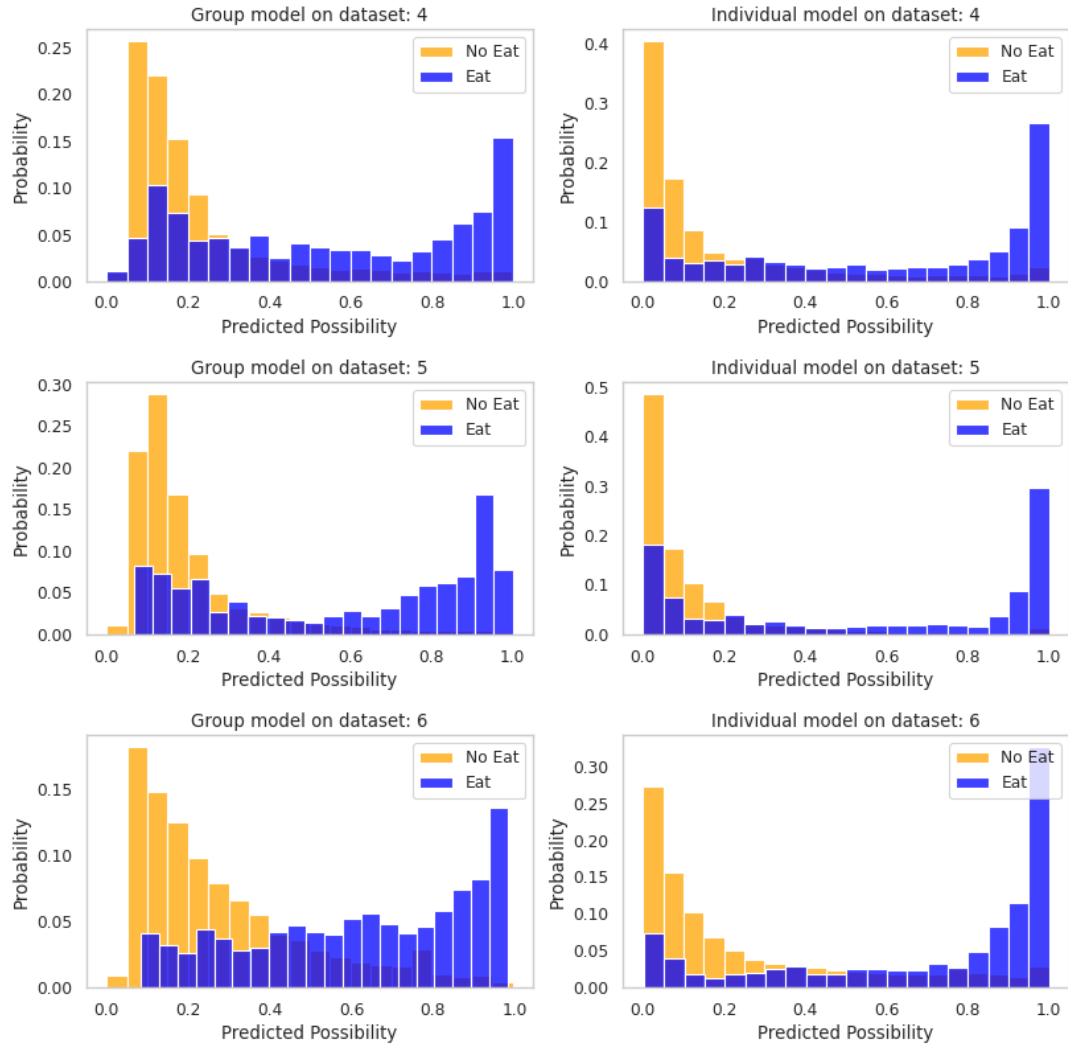 Group model on dataset: 4
Individual model on dataset: 4
0.25
0.20
0.15
0.10
0.05
0.00
Probability
No Eat
Eat
0.0 0.2 0.4 0.6 0.8 1.0
Predicted Possibility
0.4
0.3
0.2
0.1
0.0
Probability
No Eat
Eat
0.0 0.2 0.4 0.6 0.8 1.0
Predicted Possibility
Group model on dataset: 5
Individual model on dataset: 5
0.30
0.25
0.20
0.15
0.10
0.05
0.00
Probability
No Eat
Eat
0.0 0.2 0.4 0.6 0.8 1.0
Predicted Possibility
0.5
0.4
0.3
0.2
0.1
0.0
Probability
No Eat
Eat
0.0 0.2 0.4 0.6 0.8 1.0
Predicted Possibility
Group model on dataset: 6
Individual model on dataset: 6
0.15
0.10
0.05
0.00
Probability
No Eat
Eat
0.0 0.2 0.4 0.6 0.8 1.0
Predicted Possibility
0.30
0.25
0.20
0.15
0.10
0.05
0.00
Probability
No Eat
Eat
0.0 0.2 0.4 0.6 0.8 1.0
Predicted Possibility